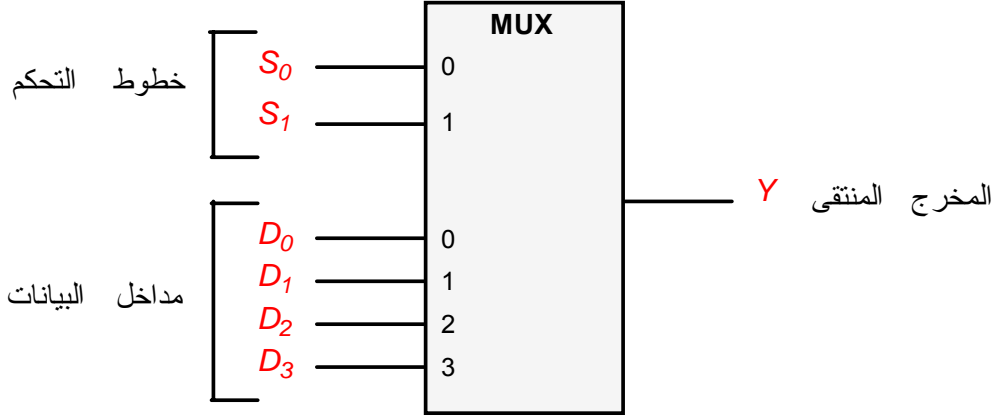 MUX
خطوط التحكم
S0
0
S1
1
المخرج المنتقى Y
مداخل البيانات
D0
0
D1
1
D2
2
D3
3